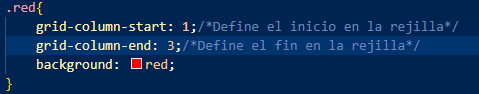 .red{
grid-column-start: 1;/*Define el inicio en la rejilla*/
grid-column-end: 3;/*Define el fin en la rejilla*/
background: red;
}